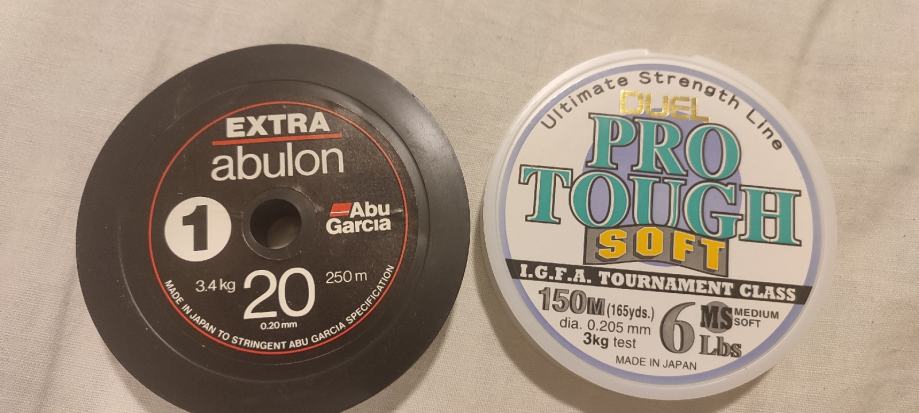 EXTRA
abulon
1
Abu
Garcia
3.4 kg 20 250 m
0.20 mm
MADE IN JAPAN TO STRINGENT ABU GARCIA SPECIFICATION
Ultimate Strength Line
DUEL
PRO
TOUGH
SOFT
I.G.F.A. TOURNAMENT CLASS
150M (165yds.)
dia. 0.205 mm
3kg test
6 Lbs
MS MEDIUM
SOFT
MADE IN JAPAN